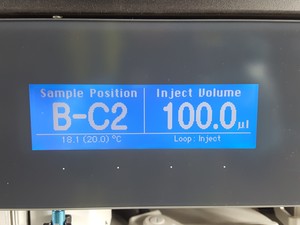 Sample Position
B-C2
18.1 (20.0) °C
Inject Volume
100.0 µl
Loop: Inject